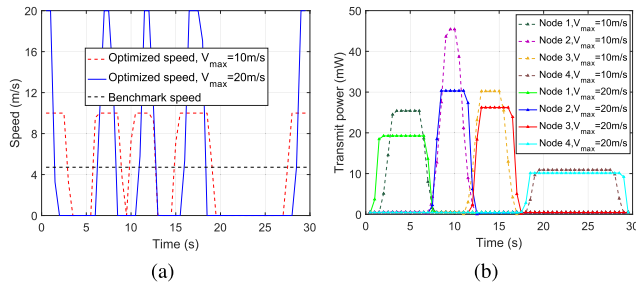 20
16
12
8
4
0
Speed (m/s)
Optimized speed, Vmax=10m/s
Optimized speed, Vmax=20m/s
Benchmark speed
0 5 10 15 20 25 30
Time (s)
(a)
50
40
30
20
10
0
Transmit power (mW)
Node 1,Vmax=10m/s
Node 2,Vmax=10m/s
Node 3,Vmax=10m/s
Node 4,Vmax=10m/s
Node 1,Vmax=20m/s
Node 2,Vmax=20m/s
Node 3,Vmax=20m/s
Node 4,Vmax=20m/s
0 5 10 15 20 25 30
Time (s)
(b)